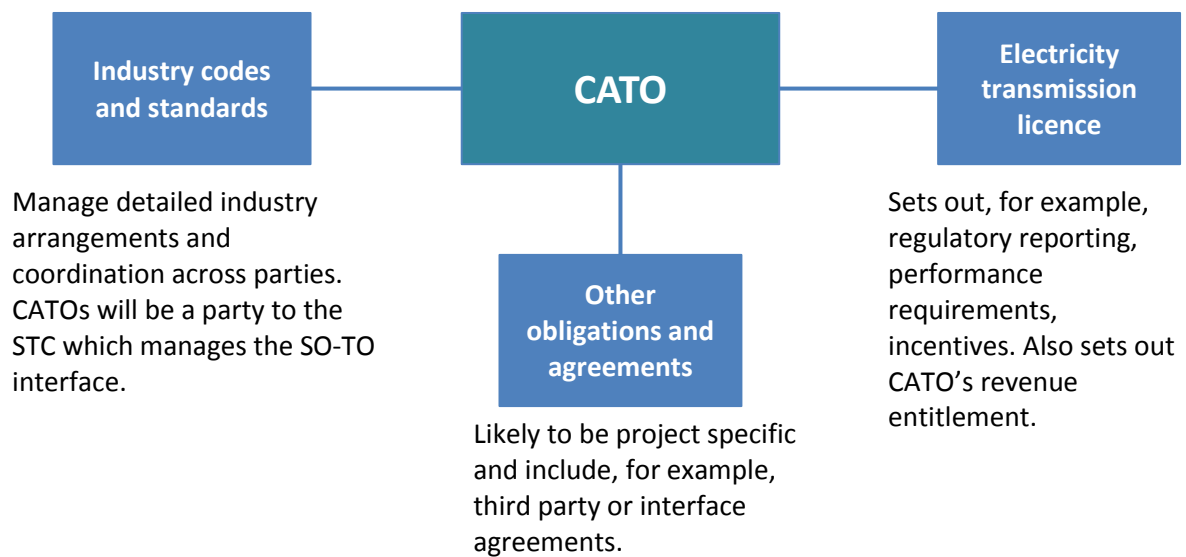 Industry codes
and standards
Manage detailed industry
arrangements and
coordination across parties.
CATOs will be a party to the
STC which manages the SO-TO
interface.
CATO
Other
obligations and
agreements
Likely to be project specific
and include, for example,
third party or interface
agreements.
Electricity
transmission
licence
Sets out, for example,
regulatory reporting,
performance
requirements,
incentives. Also sets out
CATO’s revenue
entitlement.